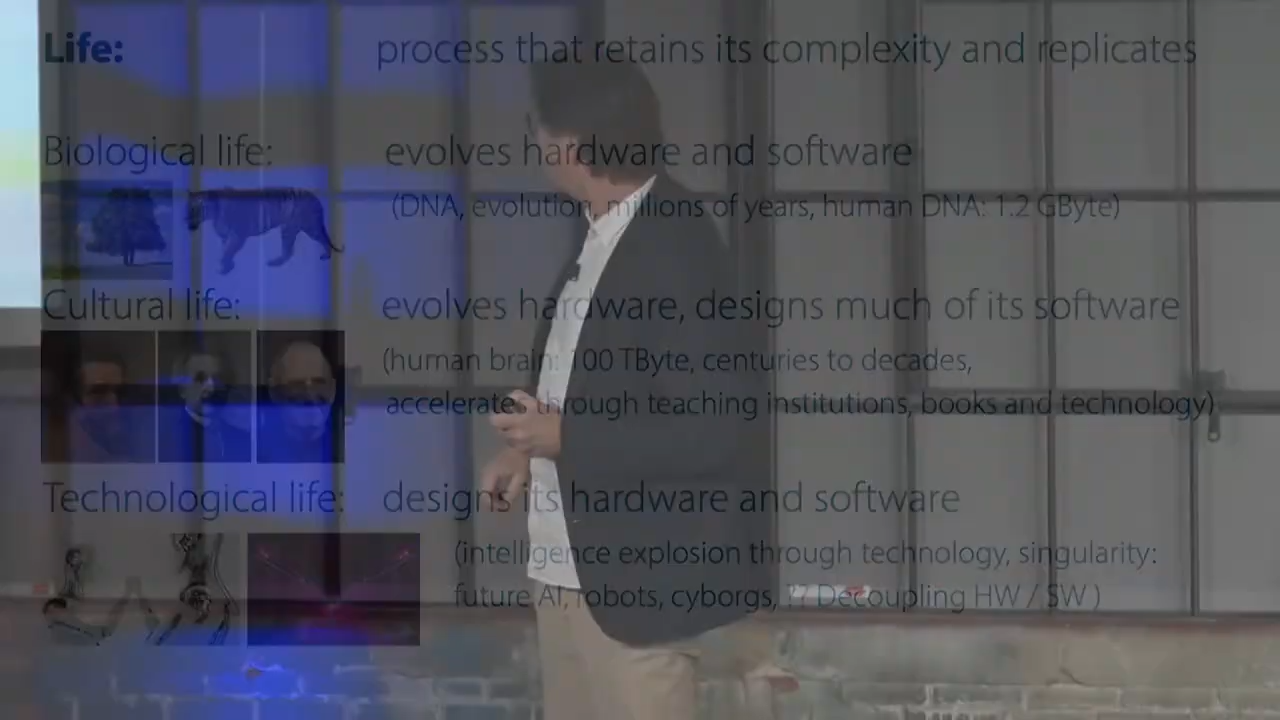 Life: process that retains its complexity and replicates
Biological life: evolves hardware and software
(DNA, evolution, millions of years, human DNA: 1.2 GByte)
Cultural life: evolves hardware, designs much of its software
(human brain: 100 TByte, centuries to decades,
accelerated through teaching institutions, books and technology)
Technological life: designs its hardware and software
(intelligence explosion through technology, singularity:
future AI, robots, cyborgs, ?? Decoupling HW / SW )